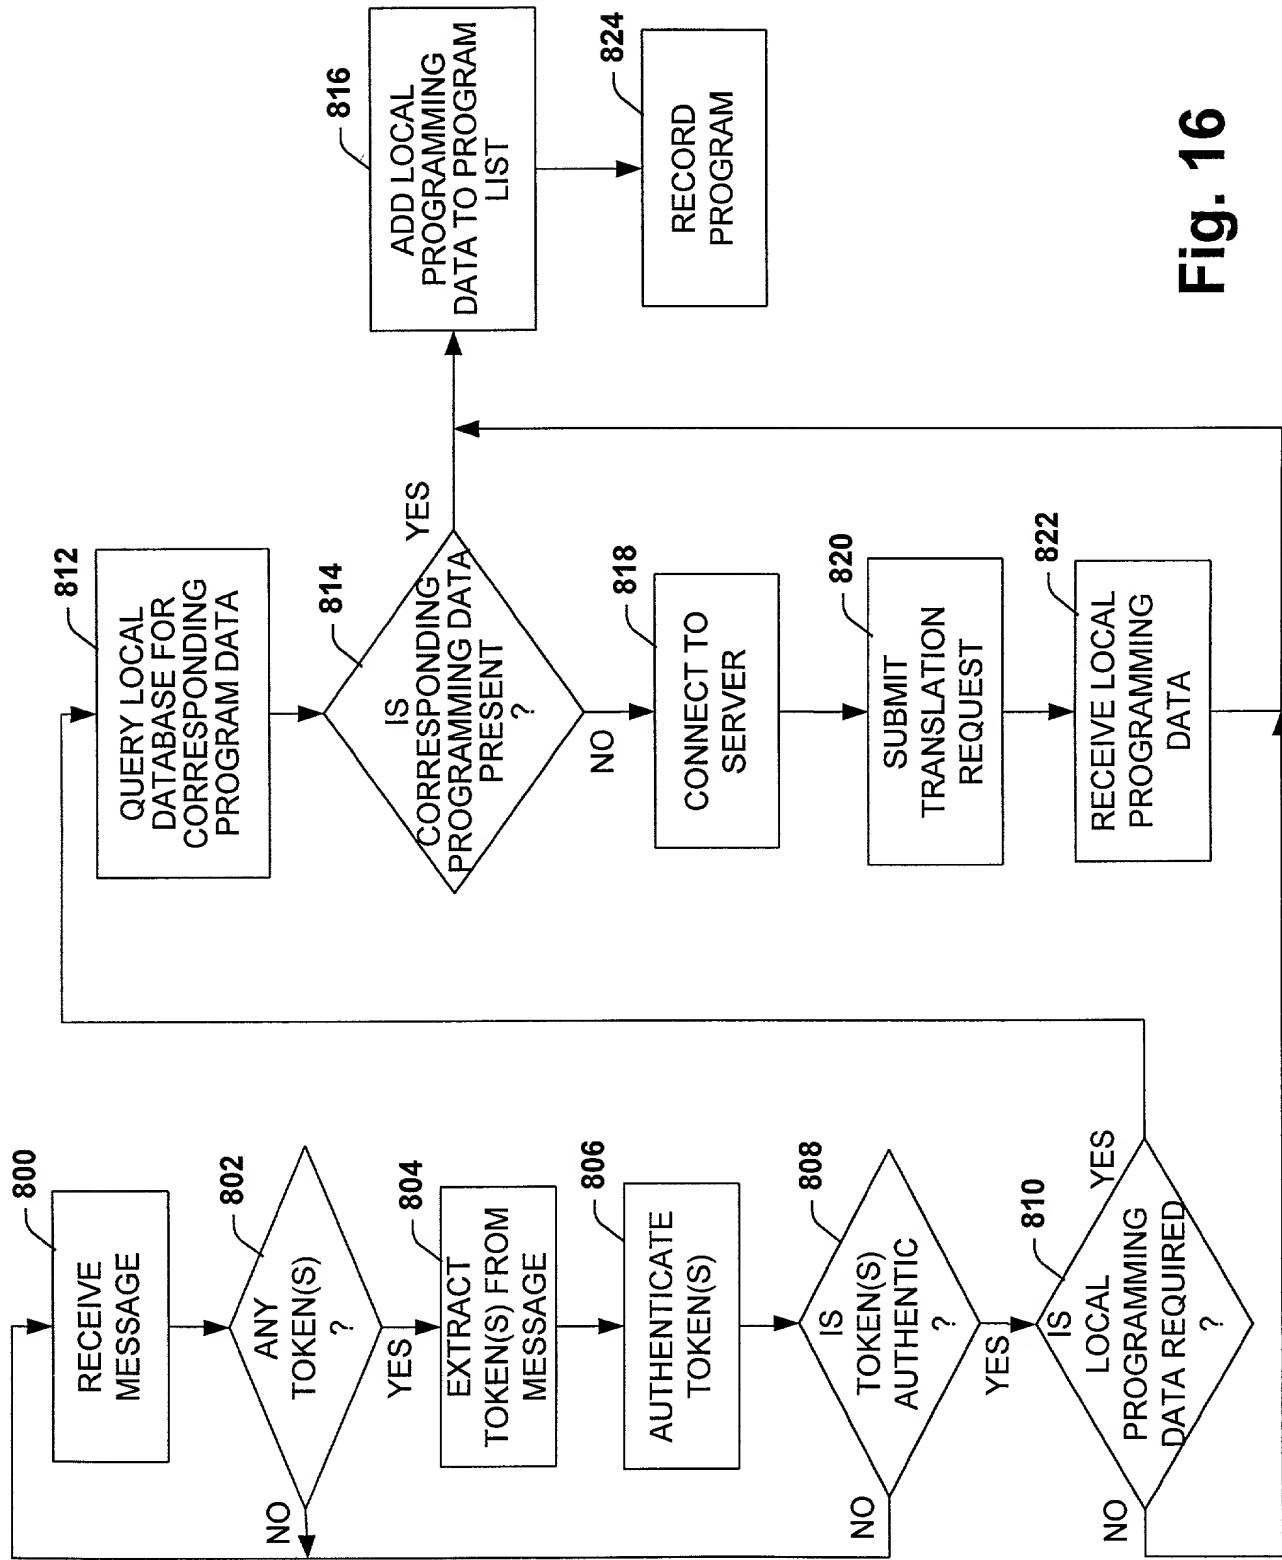 800
RECEIVE
MESSAGE
802
ANY
TOKEN(S)
?
NO
YES
804
EXTRACT
TOKEN(S) FROM
MESSAGE
806
AUTHENTICATE
TOKEN(S)
808
IS
TOKEN(S)
AUTHENTIC
?
NO
YES
810
IS
LOCAL
PROGRAMMING
DATA REQUIRED
?
NO
YES
812
QUERY LOCAL
DATABASE FOR
CORRESPONDING
PROGRAM DATA
814
IS
CORRESPONDING
PROGRAMMING DATA
PRESENT
?
YES
NO
816
ADD LOCAL
PROGRAMMING
DATA TO PROGRAM
LIST
818
CONNECT TO
SERVER
820
SUBMIT
TRANSLATION
REQUEST
822
RECEIVE LOCAL
PROGRAMMING
DATA
824
RECORD
PROGRAM
Fig. 16